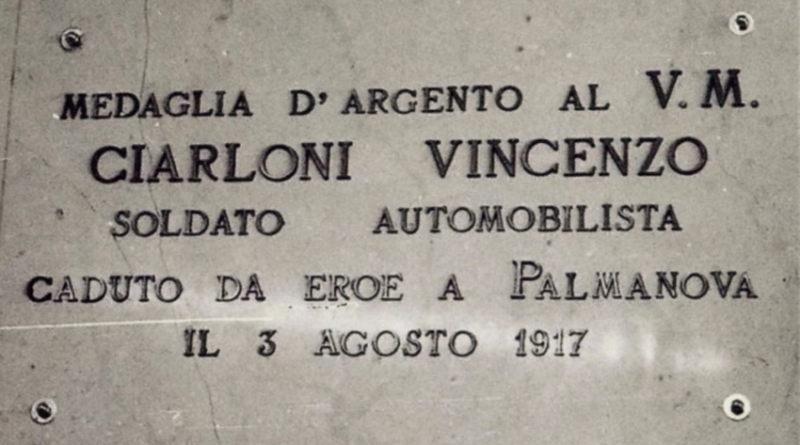 MEDAGLIA D' ARGENTO AL V. M.
CIARLONI VINCENZO
SOLDATO AUTOMOBILISTA
CADUTO DA EROE A PALMANOVA
IL 3 AGOSTO 1917